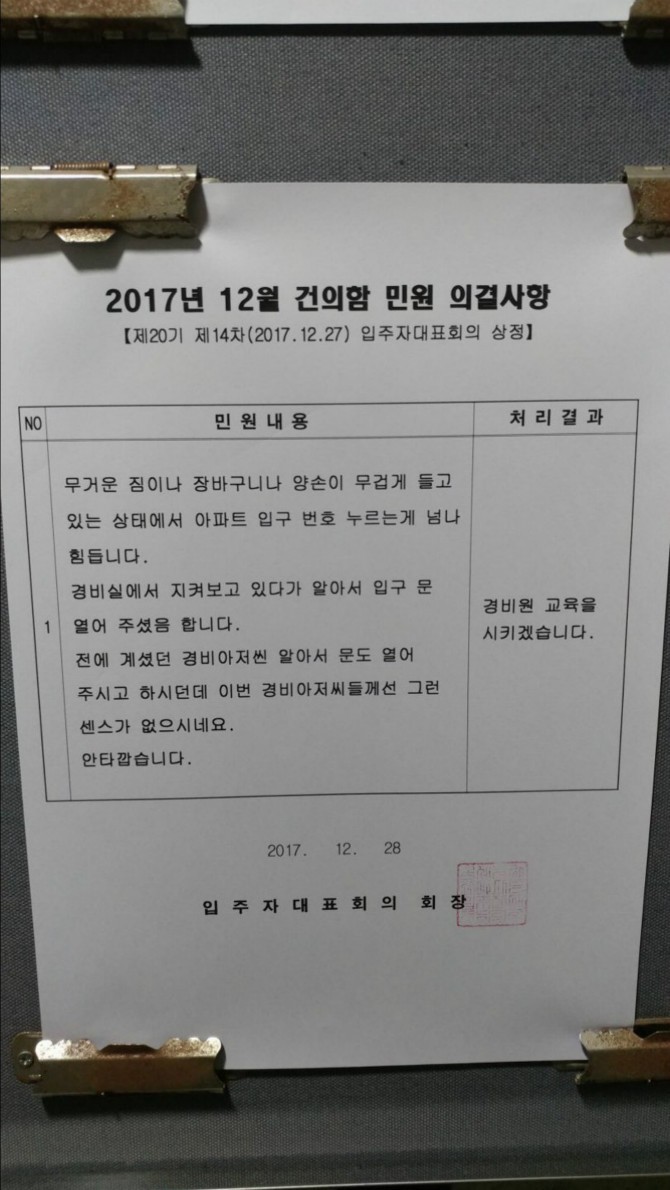 2017년 12월 건의함 민원 의결사항
【제20기 제14차(2017.12.27) 입주자대표회의 상정】
NO 민원내용 처리결과
무거운 짐이나 장바구니나 양손이 무겁게 들고
있는 상태에서 아파트 입구 번호 누르는게 넘나
힘듭니다.
경비실에서 지켜보고 있다가 알아서 입구 문
1 열어 주셨음 합니다.
전에 계셨던 경비아저씬 알아서 문도 열어
주시고 하시던데 이번 경비아저씨들께선 그런
센스가 없으시네요.
안타깝습니다.
경비원 교육을
시키겠습니다.
2017. 12. 28
입주자대표회의 회장